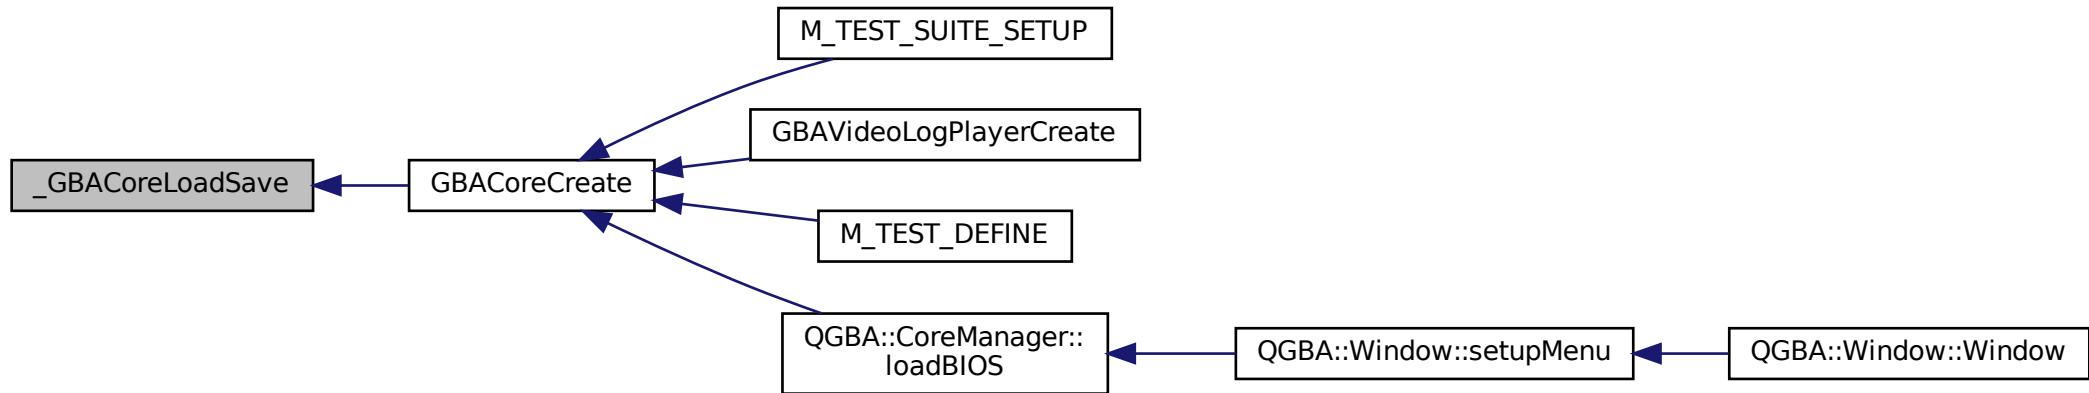 M_TEST_SUITE_SETUP
GBAVideoLogPlayerCreate
_GBACoreLoadSave
GBACoreCreate
M_TEST_DEFINE
QGBA::CoreManager::
loadBIOS
QGBA::Window::setupMenu
QGBA::Window::Window